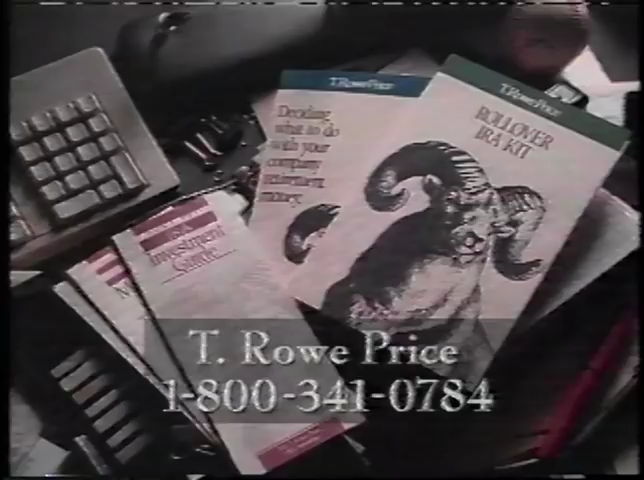 T.RowePrice
Deciding
what to do
with your
company
retirement
money.
T.RowePrice
ROLLOVER
IRA KIT
Investment
Guide
T. Rowe Price
1-800-341-0784